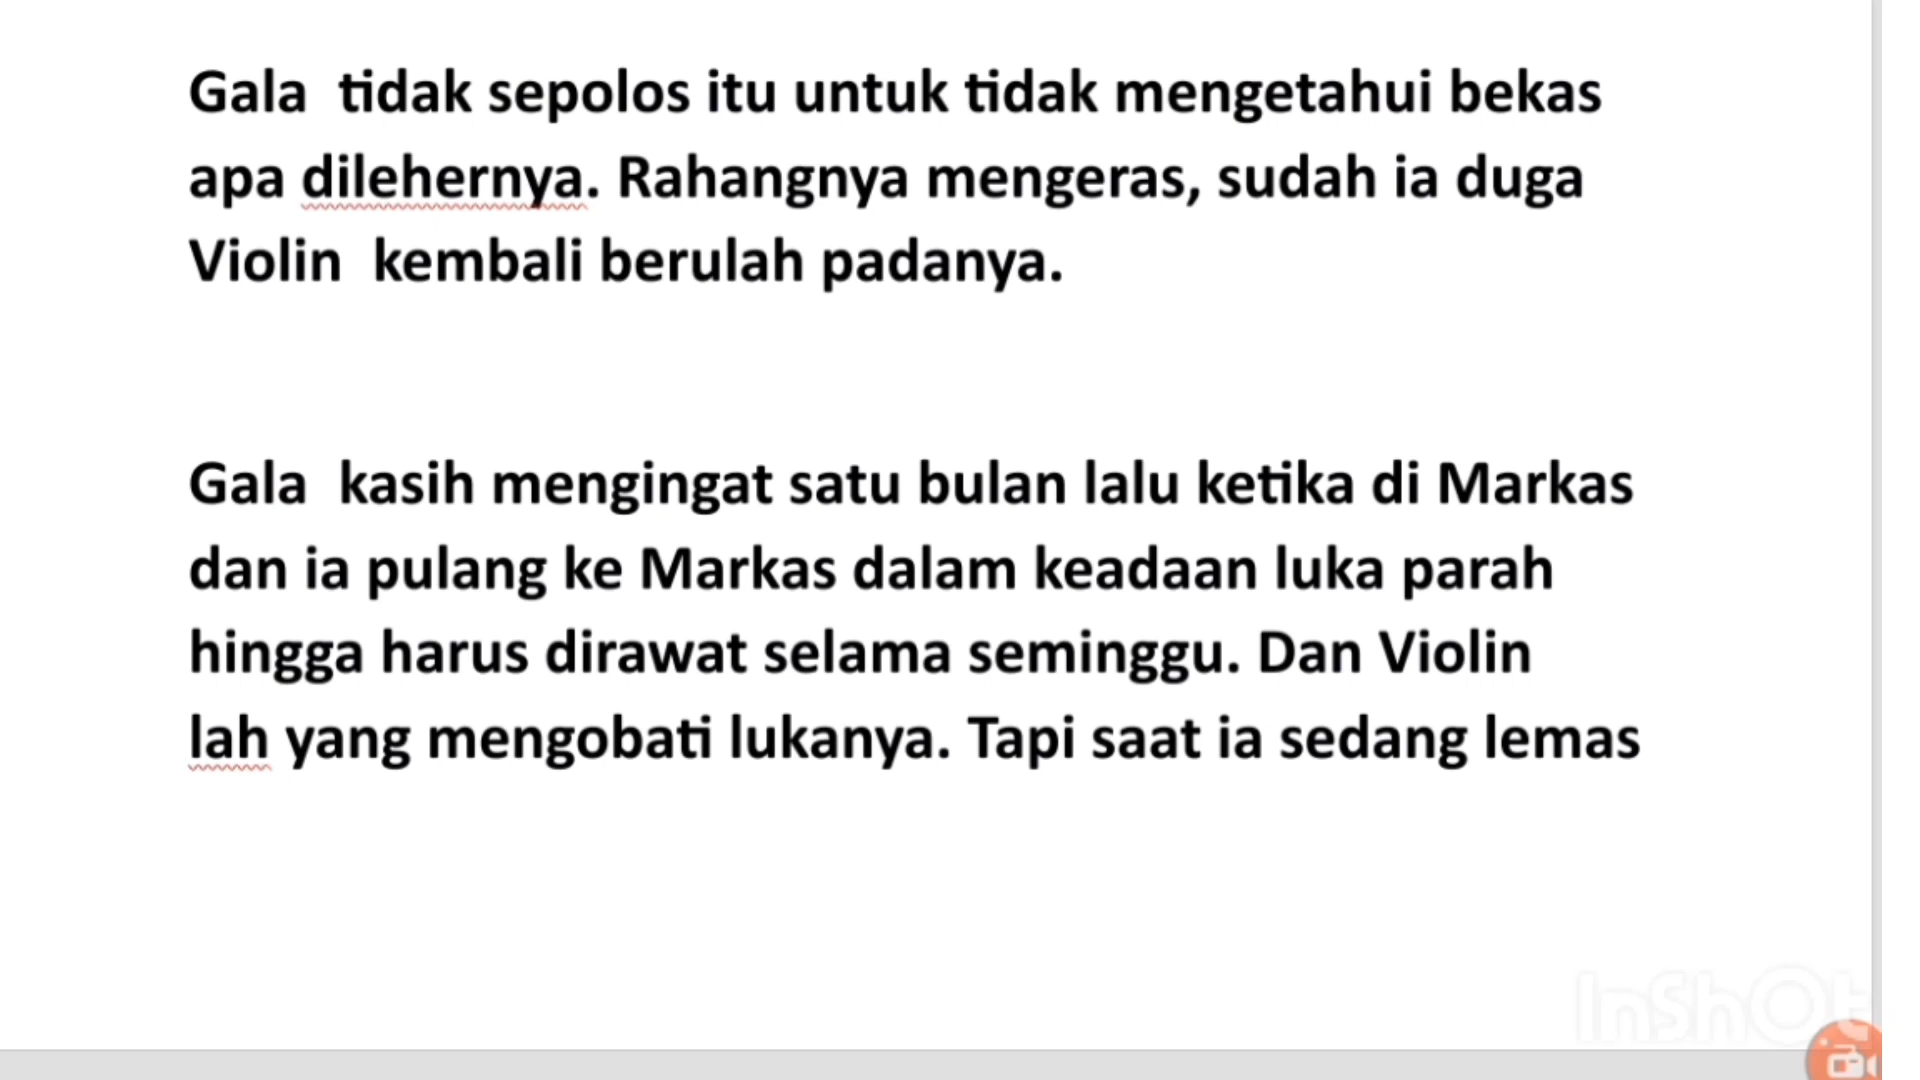 Gala  tidak sepolos itu untuk tidak mengetahui bekas
apa dilehernya. Rahangnya mengeras, sudah ia duga
Violin  kembali berulah padanya.
Gala  kasih mengingat satu bulan lalu ketika di Markas
dan ia pulang ke Markas dalam keadaan luka parah
hingga harus dirawat selama seminggu. Dan Violin
lah yang mengobati lukanya. Tapi saat ia sedang lemas
InShOt